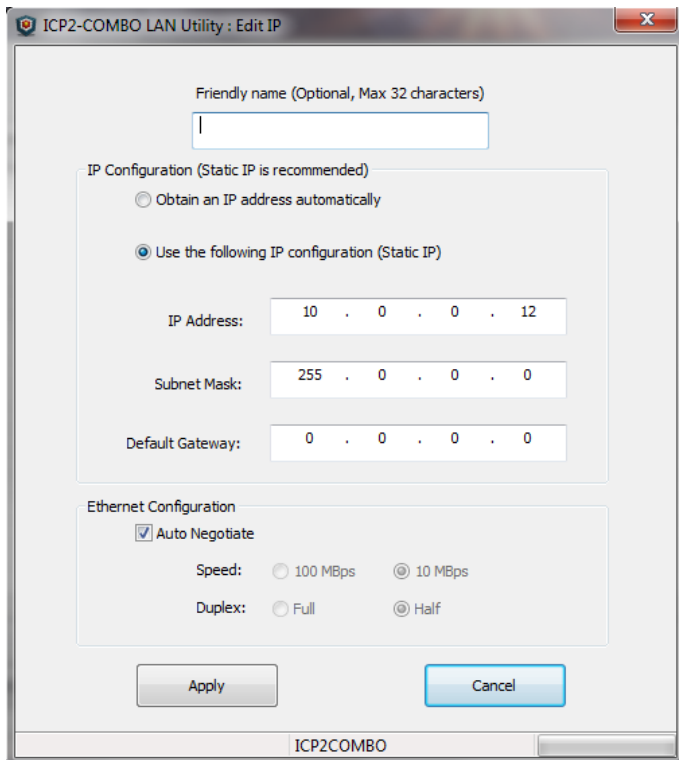 ICP2-COMBO LAN Utility : Edit IP
Friendly name (Optional, Max 32 characters)
IP Configuration (Static IP is recommended)
Obtain an IP address automatically
Use the following IP configuration (Static IP)
IP Address: 10 . 0 . 0 . 12
Subnet Mask: 255 . 0 . 0 . 0
Default Gateway: 0 . 0 . 0 . 0
Ethernet Configuration
Auto Negotiate
Speed: 100 MBps 10 MBps
Duplex: Full Half
Apply Cancel
ICP2COMBO